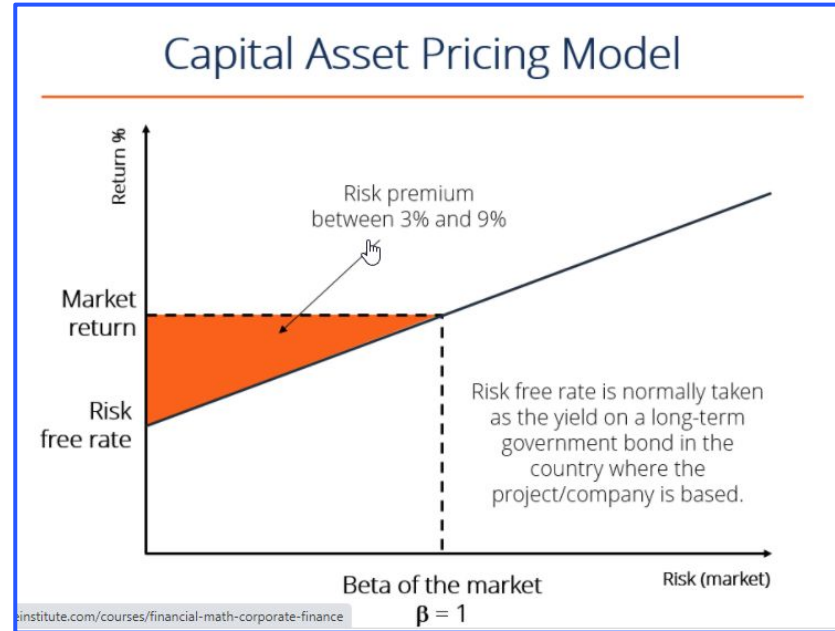 Capital Asset Pricing Model
Return %
Risk premium
between 3% and 9%
Market
return
Risk
free rate
Risk free rate is normally taken
as the yield on a long-term
government bond in the
country where the
project/company is based.
Beta of the market
β = 1
Risk (market)
einstitute.com/courses/financial-math-corporate-finance